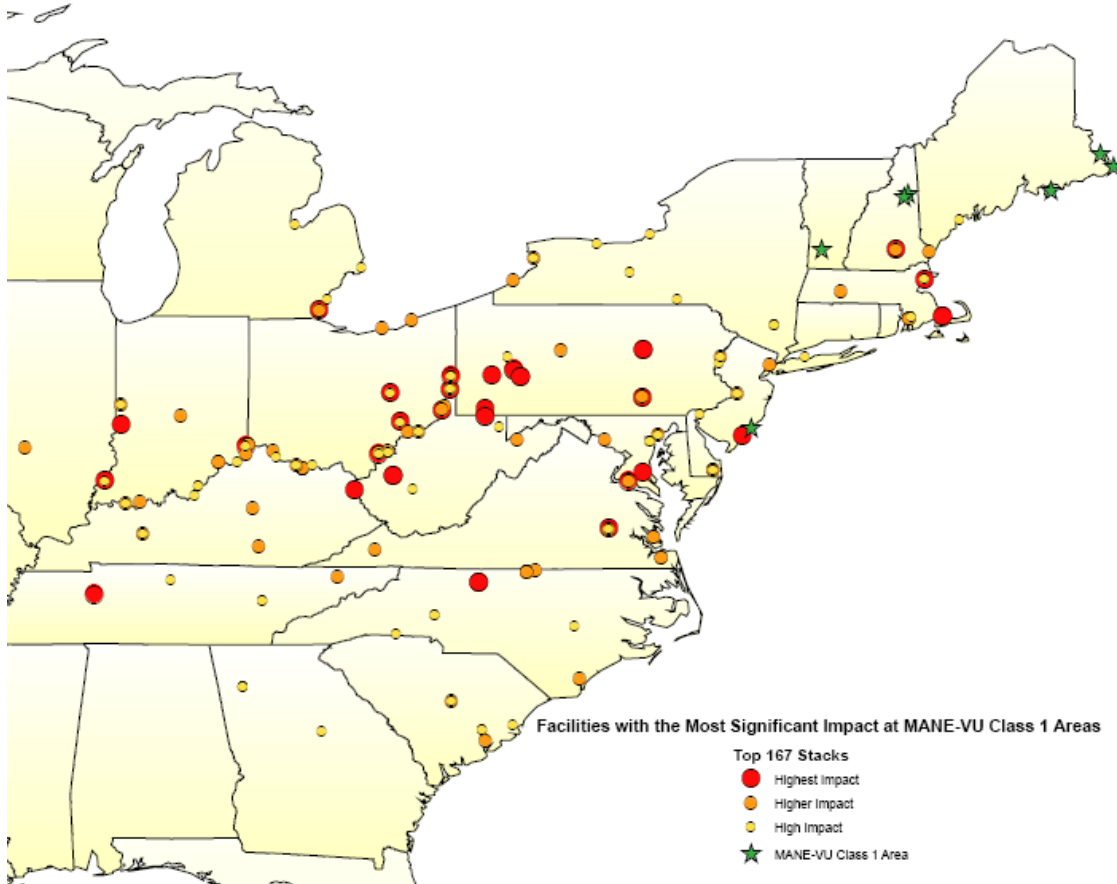 Facilities with the Most Significant Impact at MANE-VU Class 1 Areas
Top 167 Stacks
Highest Impact
Higher Impact
High Impact
MANE-VU Class 1 Area